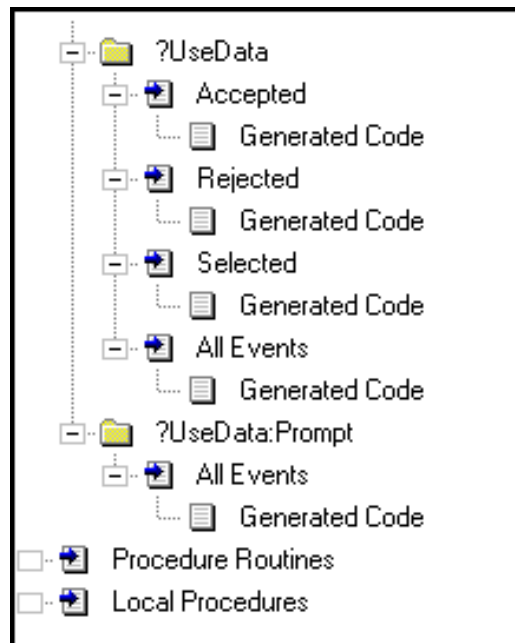 ?UseData
Accepted
Generated Code
Rejected
Generated Code
Selected
Generated Code
All Events
Generated Code
?UseData:Prompt
All Events
Generated Code
Procedure Routines
Local Procedures